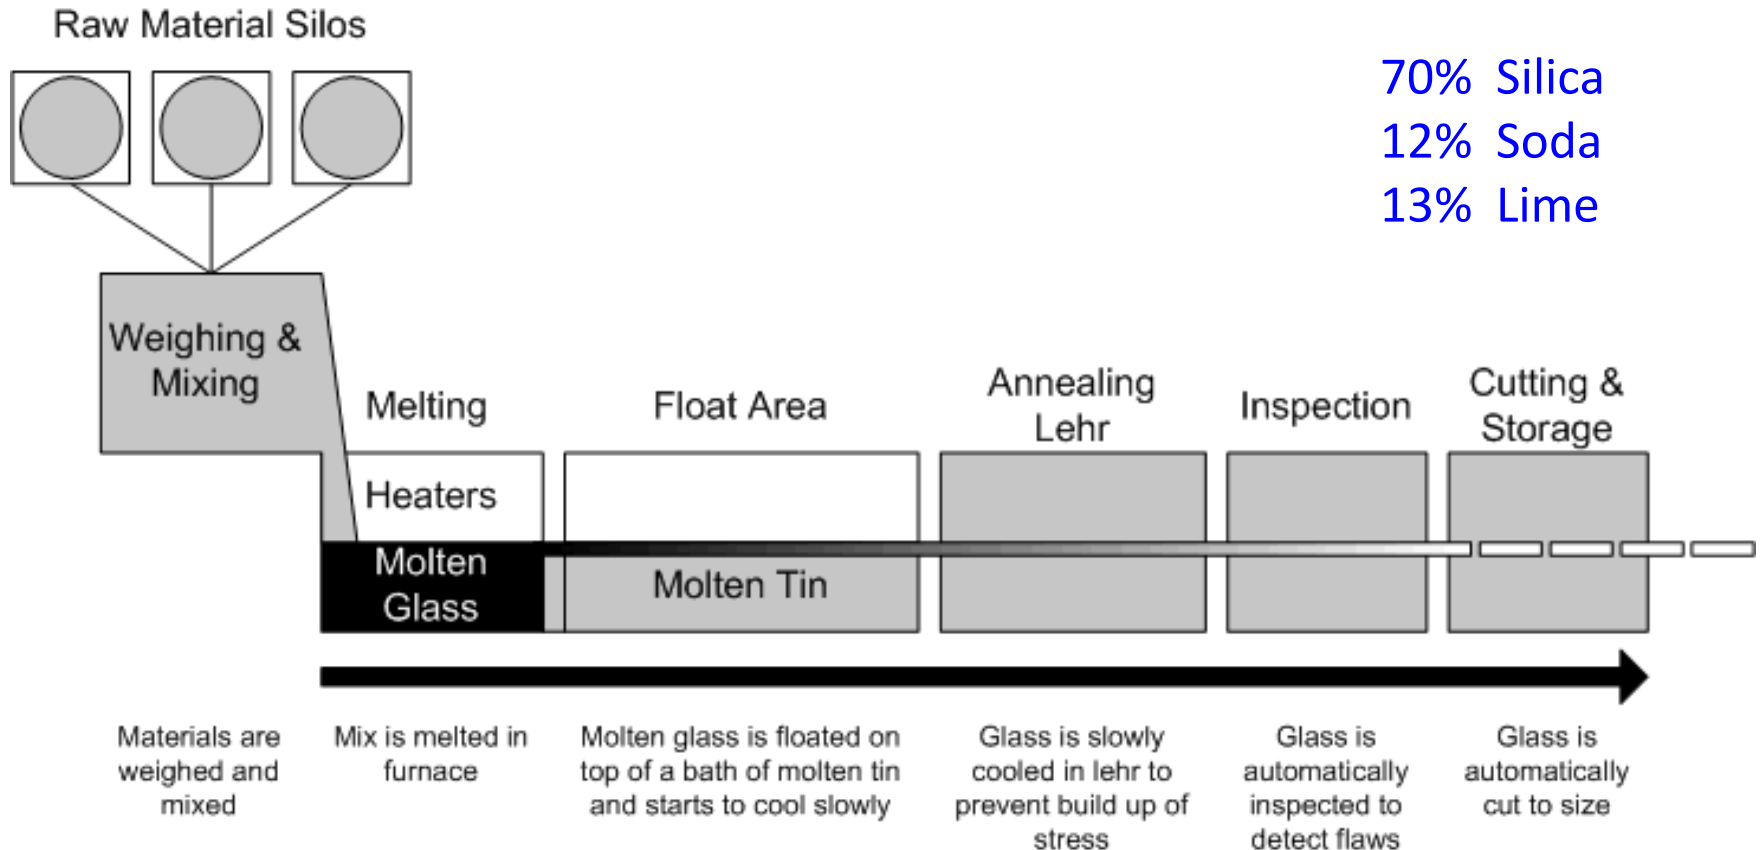 Raw Material Silos
70% Silica
12% Soda
13% Lime
Weighing &
Mixing
Melting
Float Area
Annealing
Lehr
Inspection
Cutting &
Storage
Heaters
Molten
Glass
Molten Tin
Materials are
weighed and
mixed
Mix is melted in
furnace
Molten glass is floated on
top of a bath of molten tin
and starts to cool slowly
Glass is slowly
cooled in lehr to
prevent build up of
stress
Glass is
automatically
inspected to
detect flaws
Glass is
automatically
cut to size